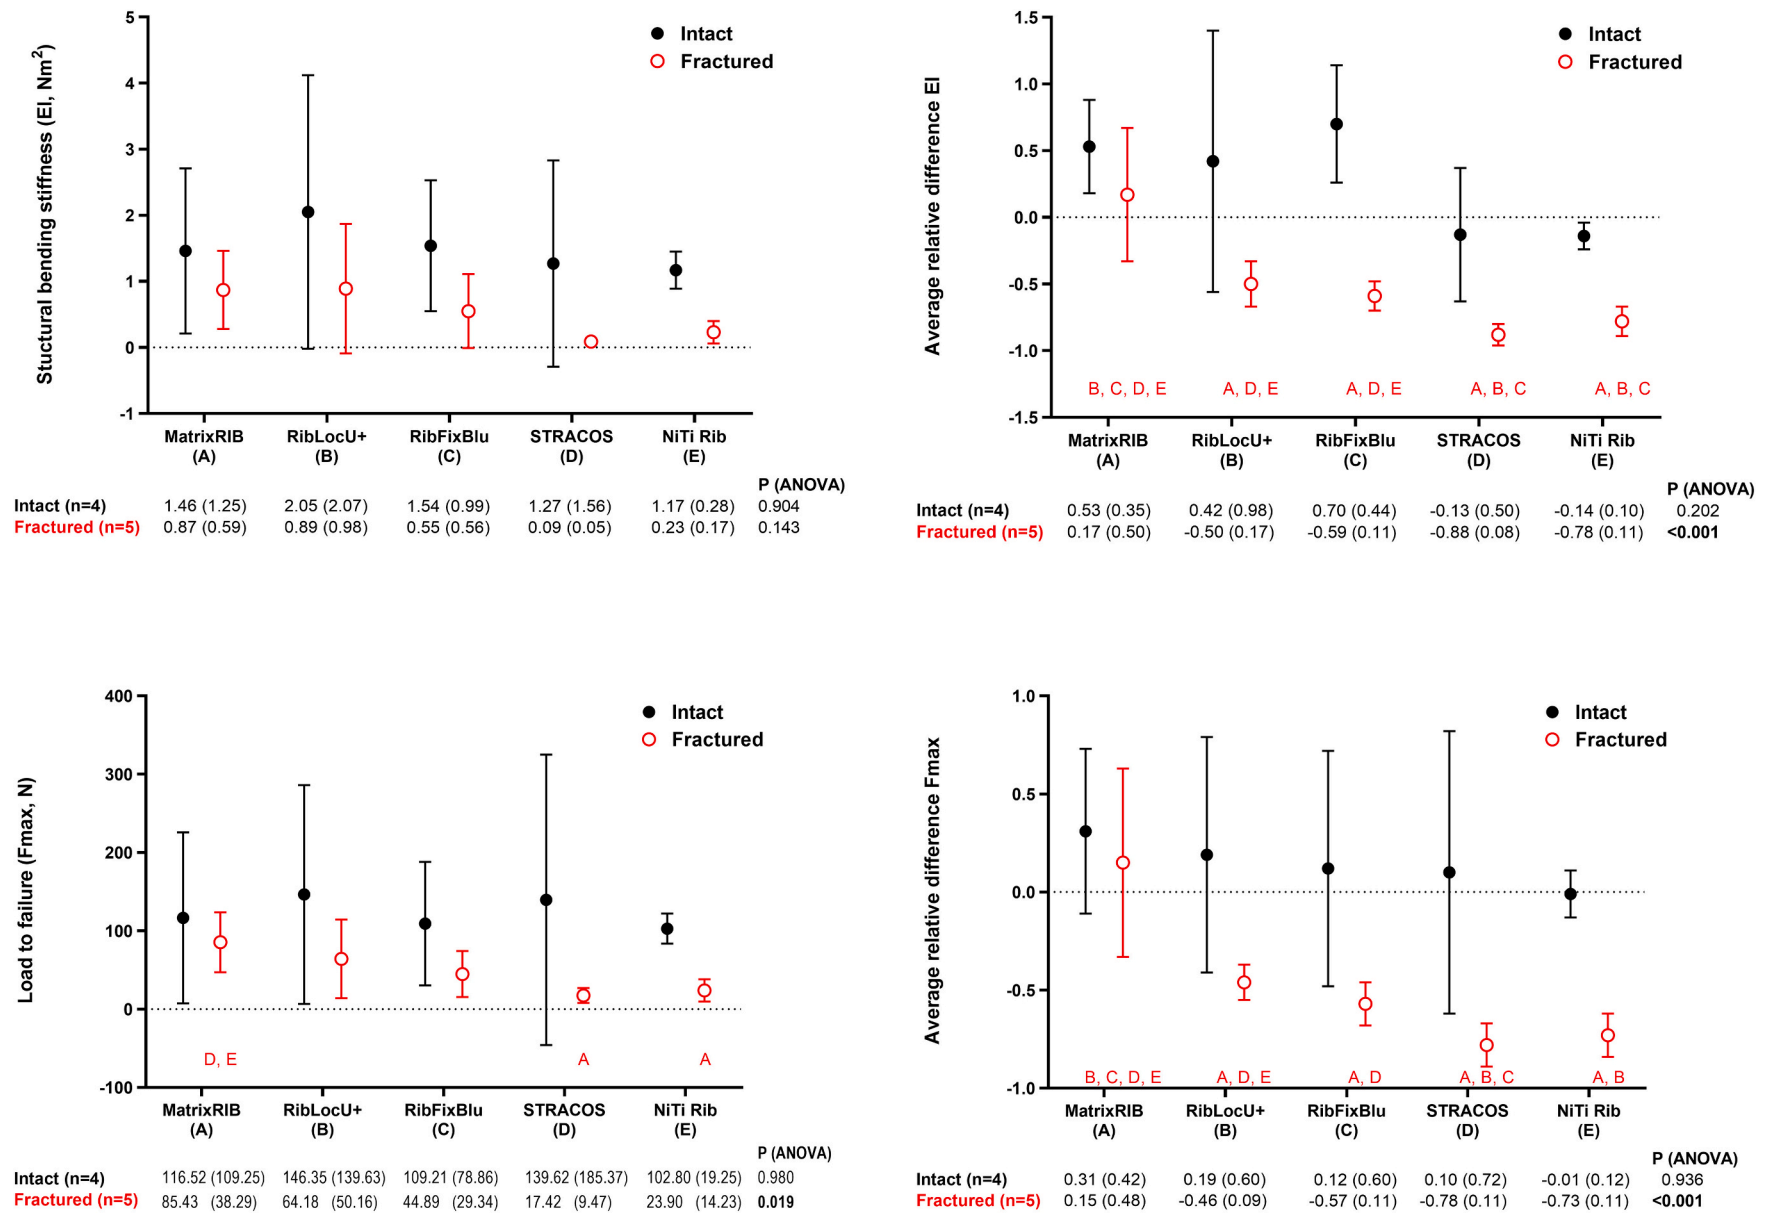 Stuctural bending stiffness (EI, Nm2)
5
4
3
2
1
0
-1
Intact
Fractured
MatrixRIB RibLocU+ RibFixBlu STRACOS NiTi Rib
(A) (B) (C) (D) (E)
P (ANOVA)
Intact (n=4) 1.46 (1.25) 2.05 (2.07) 1.54 (0.99) 1.27 (1.56) 1.17 (0.28) 0.904
Fractured (n=5) 0.87 (0.59) 0.89 (0.98) 0.55 (0.56) 0.09 (0.05) 0.23 (0.17) 0.143
Average relative difference EI
1.5
1.0
0.5
0.0
-0.5
-1.0
-1.5
Intact
Fractured
B, C, D, E A, D, E A, D, E A, B, C A, B, C
MatrixRIB RibLocU+ RibFixBlu STRACOS NiTi Rib
(A) (B) (C) (D) (E)
P (ANOVA)
Intact (n=4) 0.53 (0.35) 0.42 (0.98) 0.70 (0.44) -0.13 (0.50) -0.14 (0.10) 0.202
Fractured (n=5) 0.17 (0.50) -0.50 (0.17) -0.59 (0.11) -0.88 (0.08) -0.78 (0.11) <0.001
Load to failure (Fmax, N)
400
300
200
100
0
-100
Intact
Fractured
D, E A A
MatrixRIB RibLocU+ RibFixBlu STRACOS NiTi Rib
(A) (B) (C) (D) (E)
P (ANOVA)
Intact (n=4) 116.52 (109.25) 146.35 (139.63) 109.21 (78.86) 139.62 (185.37) 102.80 (19.25) 0.980
Fractured (n=5) 85.43 (38.29) 64.18 (50.16) 44.89 (29.34) 17.42 (9.47) 23.90 (14.23) 0.019
Average relative difference Fmax
1.0
0.5
0.0
-0.5
-1.0
Intact
Fractured
B, C, D, E A, D, E A, D A, B, C A, B
MatrixRIB RibLocU+ RibFixBlu STRACOS NiTi Rib
(A) (B) (C) (D) (E)
P (ANOVA)
Intact (n=4) 0.31 (0.42) 0.19 (0.60) 0.12 (0.60) 0.10 (0.72) -0.01 (0.12) 0.936
Fractured (n=5) 0.15 (0.48) -0.46 (0.09) -0.57 (0.11) -0.78 (0.11) -0.73 (0.11) <0.001